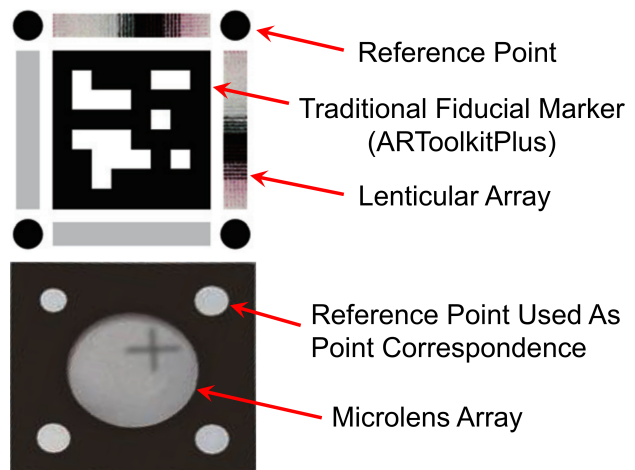 Reference Point
Traditional Fiducial Marker
(ARToolkitPlus)
Lenticular Array
Reference Point Used As
Point Correspondence
Microlens Array